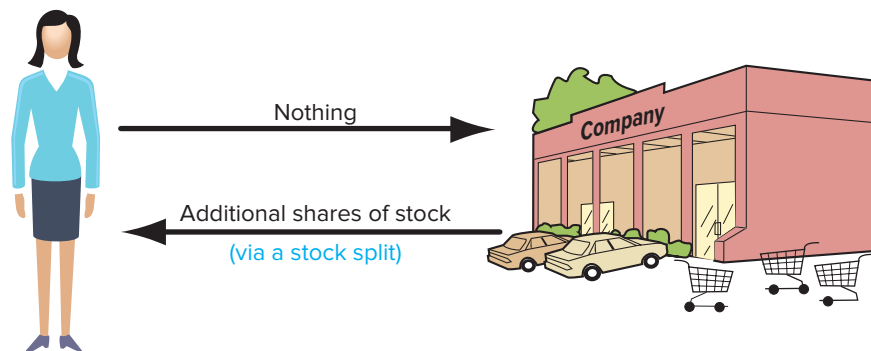 Nothing
Company
Additional shares of stock
(via a stock split)